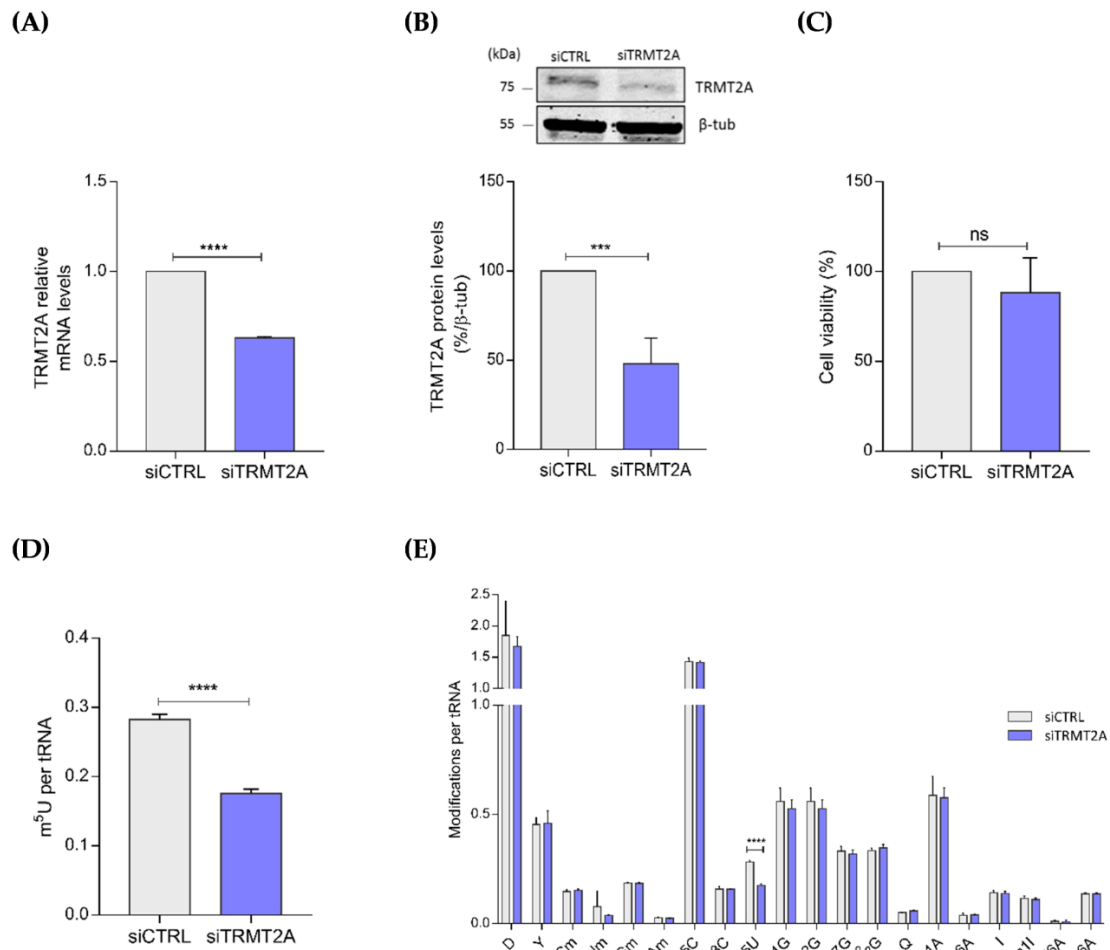 (A)
(B)
(C)
(kDa)
siCTRL
siTRMT2A
75
TRMT2A
55
β-tub
1.5
1.0
0.5
0.0
TRMT2A relative
mRNA levels
****
siCTRL
siTRMT2A
150
100
50
0
TRMT2A protein levels
(%/β-tub)
***
siCTRL
siTRMT2A
150
100
50
0
Cell viability (%)
ns
siCTRL
siTRMT2A
(D)
(E)
0.4
0.3
0.2
0.1
0.0
m⁵U per tRNA
****
siCTRL
siTRMT2A
2.5
2.0
1.5
1.0
1.0
0.5
0.0
Modifications per tRNA
****
siCTRL
siTRMT2A
D
Y
Q
I